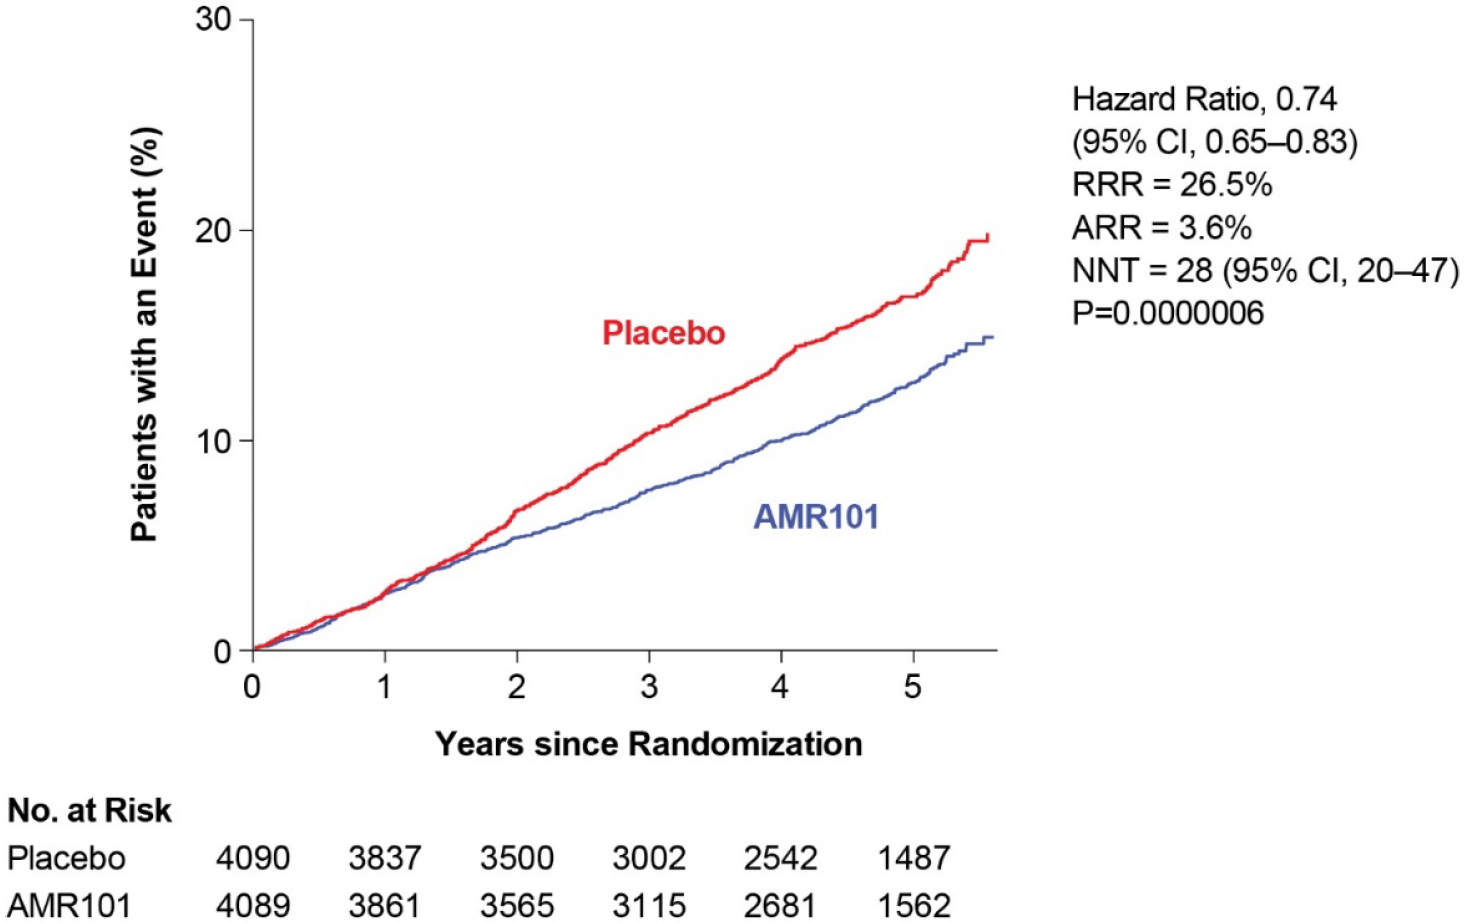 30
20
10
0
Patients with an Event (%)
Placebo
AMR101
0 1 2 3 4 5
Years since Randomization
Hazard Ratio, 0.74
(95% CI, 0.65–0.83)
RRR = 26.5%
ARR = 3.6%
NNT = 28 (95% CI, 20–47)
P=0.0000006
No. at Risk
Placebo 4090 3837 3500 3002 2542 1487
AMR101 4089 3861 3565 3115 2681 1562